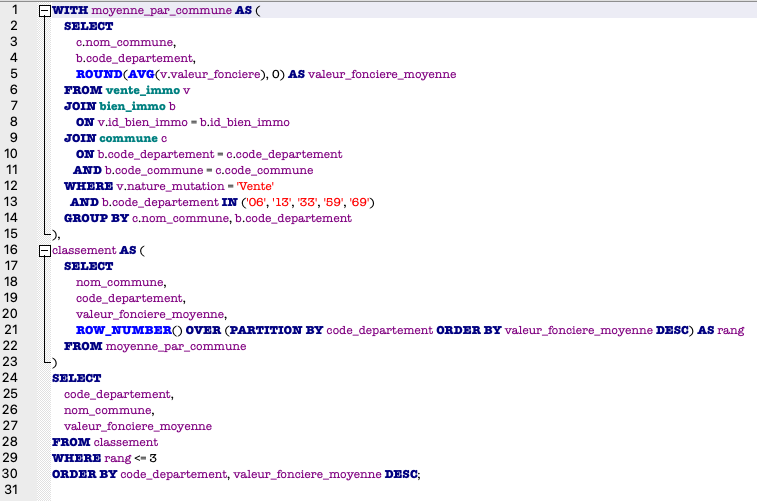 1 WITH moyenne_par_commune AS (
2 SELECT
3 c.nom_commune,
4 b.code_departement,
5 ROUND(AVG(v.valeur_fonciere), 0) AS valeur_fonciere_moyenne
6 FROM vente_immo v
7 JOIN bien_immo b
8 ON v.id_bien_immo = b.id_bien_immo
9 JOIN commune c
10 ON b.code_departement = c.code_departement
11 AND b.code_commune = c.code_commune
12 WHERE v.nature_mutation = 'Vente'
13 AND b.code_departement IN ('06', '13', '33', '59', '69')
14 GROUP BY c.nom_commune, b.code_departement
15 ),
16 classement AS (
17 SELECT
18 nom_commune,
19 code_departement,
20 valeur_fonciere_moyenne,
21 ROW_NUMBER() OVER (PARTITION BY code_departement ORDER BY valeur_fonciere_moyenne DESC) AS rang
22 FROM moyenne_par_commune
23 )
24 SELECT
25 code_departement,
26 nom_commune,
27 valeur_fonciere_moyenne
28 FROM classement
29 WHERE rang <= 3
30 ORDER BY code_departement, valeur_fonciere_moyenne DESC;
31